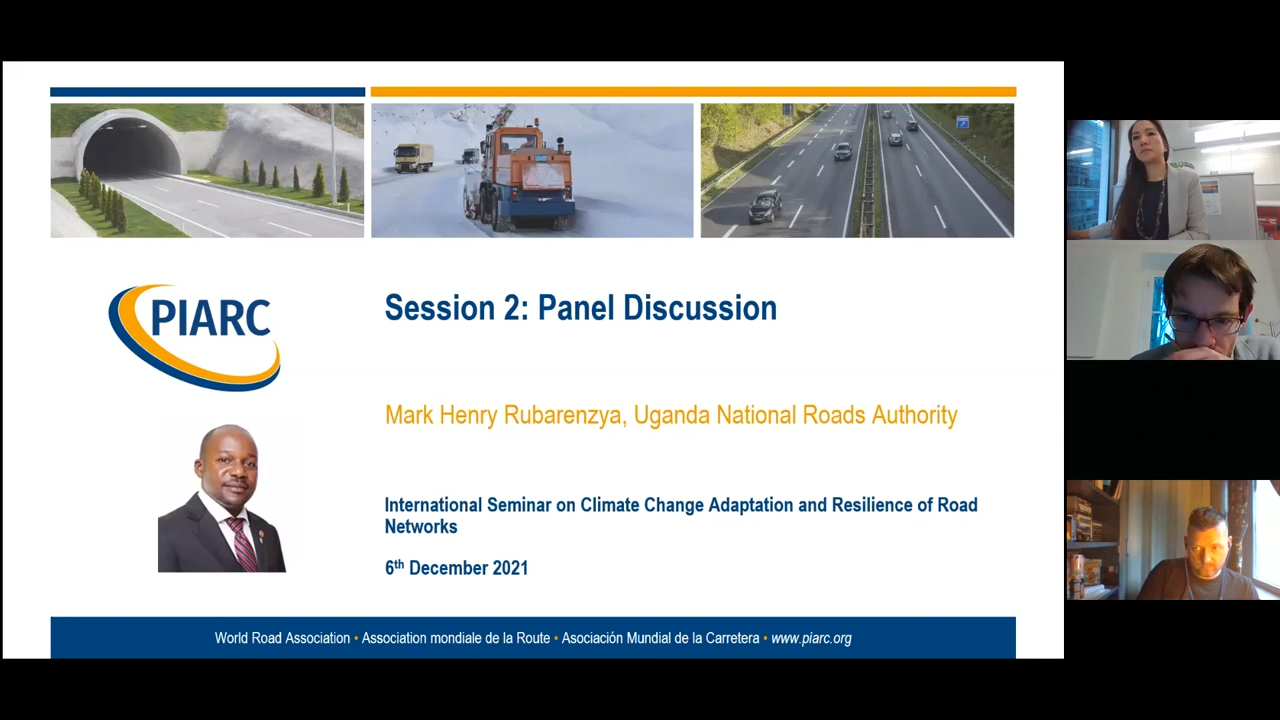 PIARC
Session 2: Panel Discussion
Mark Henry Rubarenzya, Uganda National Roads Authority
International Seminar on Climate Change Adaptation and Resilience of Road
Networks
6th December 2021
World Road Association • Association mondiale de la Route • Asociación Mundial de la Carretera • www.piarc.org